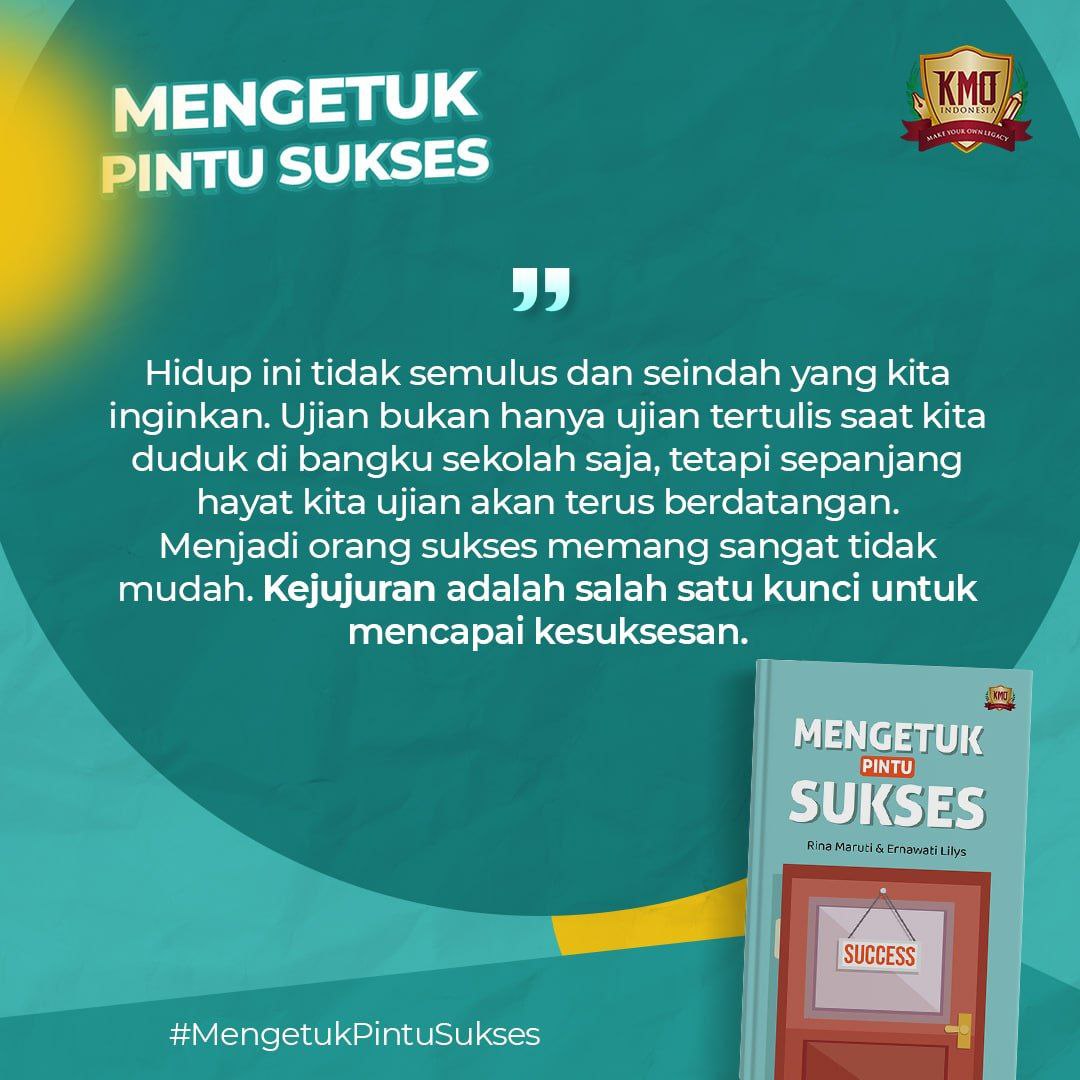 MENGETUK
PINTU SUKSES
KMO
INDONESIA
MAKE YOUR OWN LEGACY
”
Hidup ini tidak semulus dan seindah yang kita
inginkan. Ujian bukan hanya ujian tertulis saat kita
duduk di bangku sekolah saja, tetapi sepanjang
hayat kita ujian akan terus berdatangan.
Menjadi orang sukses memang sangat tidak
mudah. Kejujuran adalah salah satu kunci untuk
mencapai kesuksesan.
KMO
MENGETUK
PINTU
SUKSES
Rina Maruti & Ernawati Lilys
SUCCESS
#MengetukPintuSukses